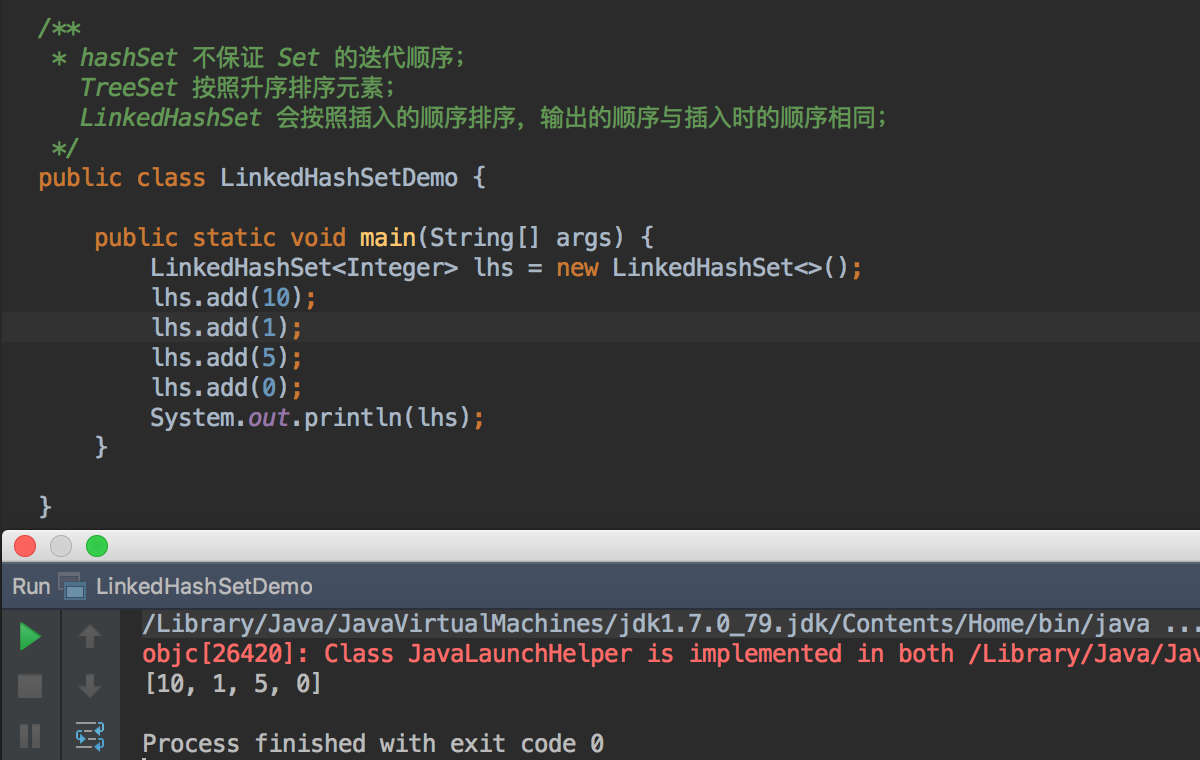 /**
 * hashSet 不保证 Set 的迭代顺序；
   TreeSet 按照升序排序元素；
   LinkedHashSet 会按照插入的顺序排序，输出的顺序与插入时的顺序相同；
 */
public class LinkedHashSetDemo {
    public static void main(String[] args) {
        LinkedHashSet<Integer> lhs = new LinkedHashSet<>();
        lhs.add(10);
        lhs.add(1);
        lhs.add(5);
        lhs.add(0);
        System.out.println(lhs);
    }
}
Run LinkedHashSetDemo
/Library/Java/JavaVirtualMachines/jdk1.7.0_79.jdk/Contents/Home/bin/java ...
objc[26420]: Class JavaLaunchHelper is implemented in both /Library/Java/Jav
[10, 1, 5, 0]
Process finished with exit code 0